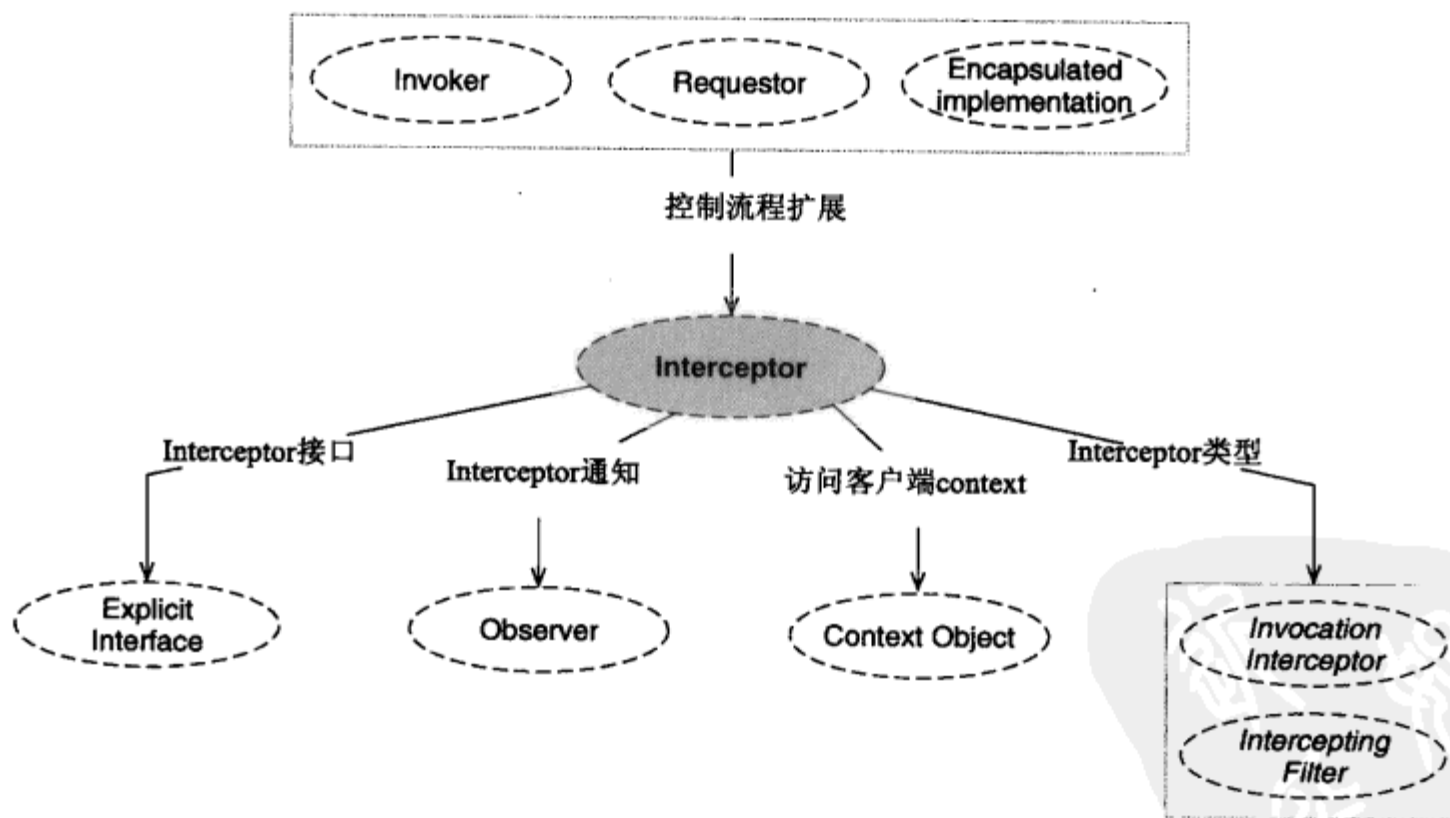 Invoker
Requestor
Encapsulated
implementation
控制流程扩展
Interceptor
Interceptor接口
Interceptor通知
访问客户端context
Interceptor类型
Explicit
Interface
Observer
Context Object
Invocation
Interceptor
Intercepting
Filter